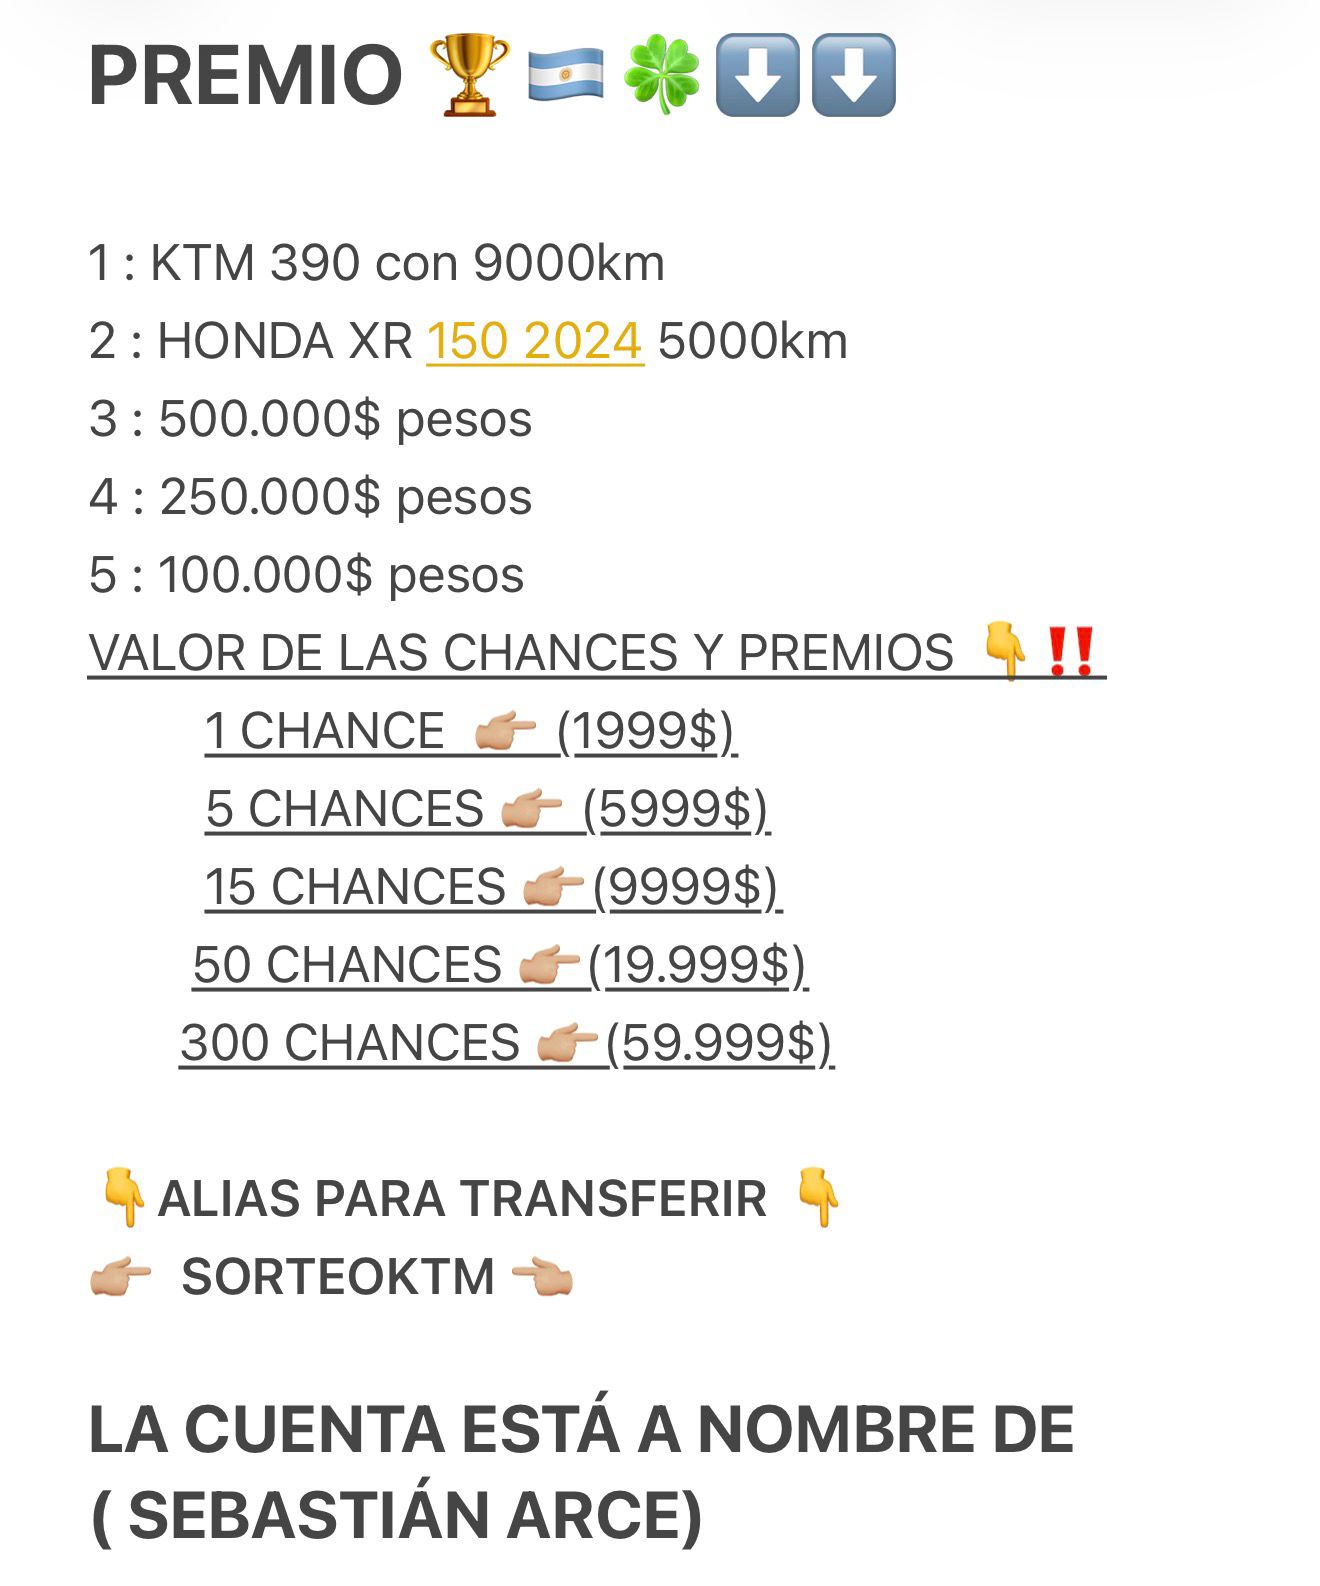 PREMIO 🏆🇦🇷🍀⬇️⬇️
1 : KTM 390 con 9000km
2 : HONDA XR 150 2024 5000km
3 : 500.000$ pesos
4 : 250.000$ pesos
5 : 100.000$ pesos
VALOR DE LAS CHANCES Y PREMIOS 👇‼️
1 CHANCE 👉🏼 (1999$)
5 CHANCES 👉🏼 (5999$)
15 CHANCES 👉🏼(9999$)
50 CHANCES 👉🏼(19.999$)
300 CHANCES 👉🏼(59.999$)
👇ALIAS PARA TRANSFERIR 👇
👉🏼 SORTEOKTM 👈🏼
LA CUENTA ESTÁ A NOMBRE DE
( SEBASTIÁN ARCE)